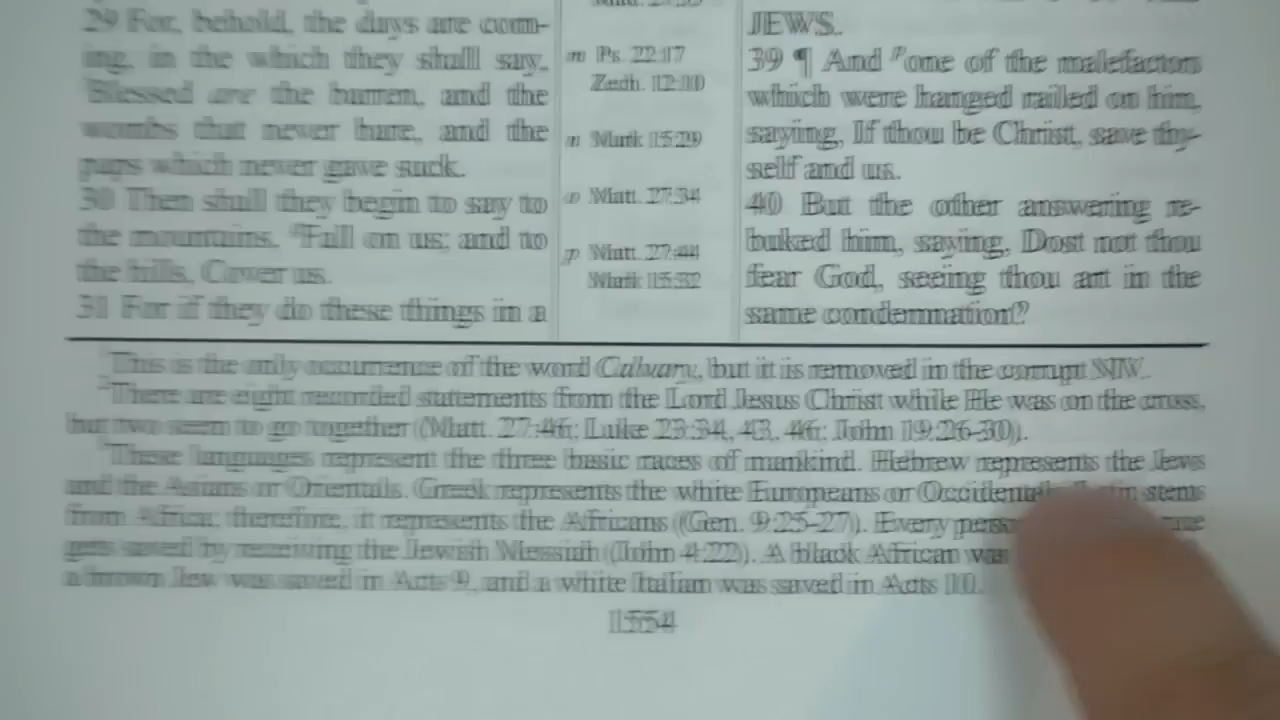 29 For, behold, the days are com-
ing, in the which they shall say,
Blessed are the barren, and the
wombs that never bare, and the
paps which never gave suck.
30 Then shall they begin to say to
the mountains, Fall on us; and to
the hills, Cover us.
31 For if they do these things in a
m Ps. 22:17
Zech. 12:10
n Mark 15:29
o Matt. 27:34
p Matt. 27:44
Mark 15:32
JEWS.
39 ¶ And p one of the malefactors
which were hanged railed on him,
saying, If thou be Christ, save thy-
self and us.
40 But the other answering re-
buked him, saying, Dost not thou
fear God, seeing thou art in the
same condemnation?
This is the only occurrence of the word Calvary, but it is removed in the corrupt NIV.
There are eight recorded statements from the Lord Jesus Christ while He was on the cross,
but two seem to go together (Matt. 27:46; Luke 23:34, 43, 46; John 19:26-30).
These languages represent the three basic races of mankind. Hebrew represents the Jews
and the Asians or Orientals. Greek represents the white Europeans or stems
from Africa; therefore, it represents the Africans (Gen. 9:25-27). Every
gets saved by receiving the Jewish Messiah (John 4:22). A black African was
a brown Jew was saved in Acts 9, and a white Italian was saved in Acts 10.
1554